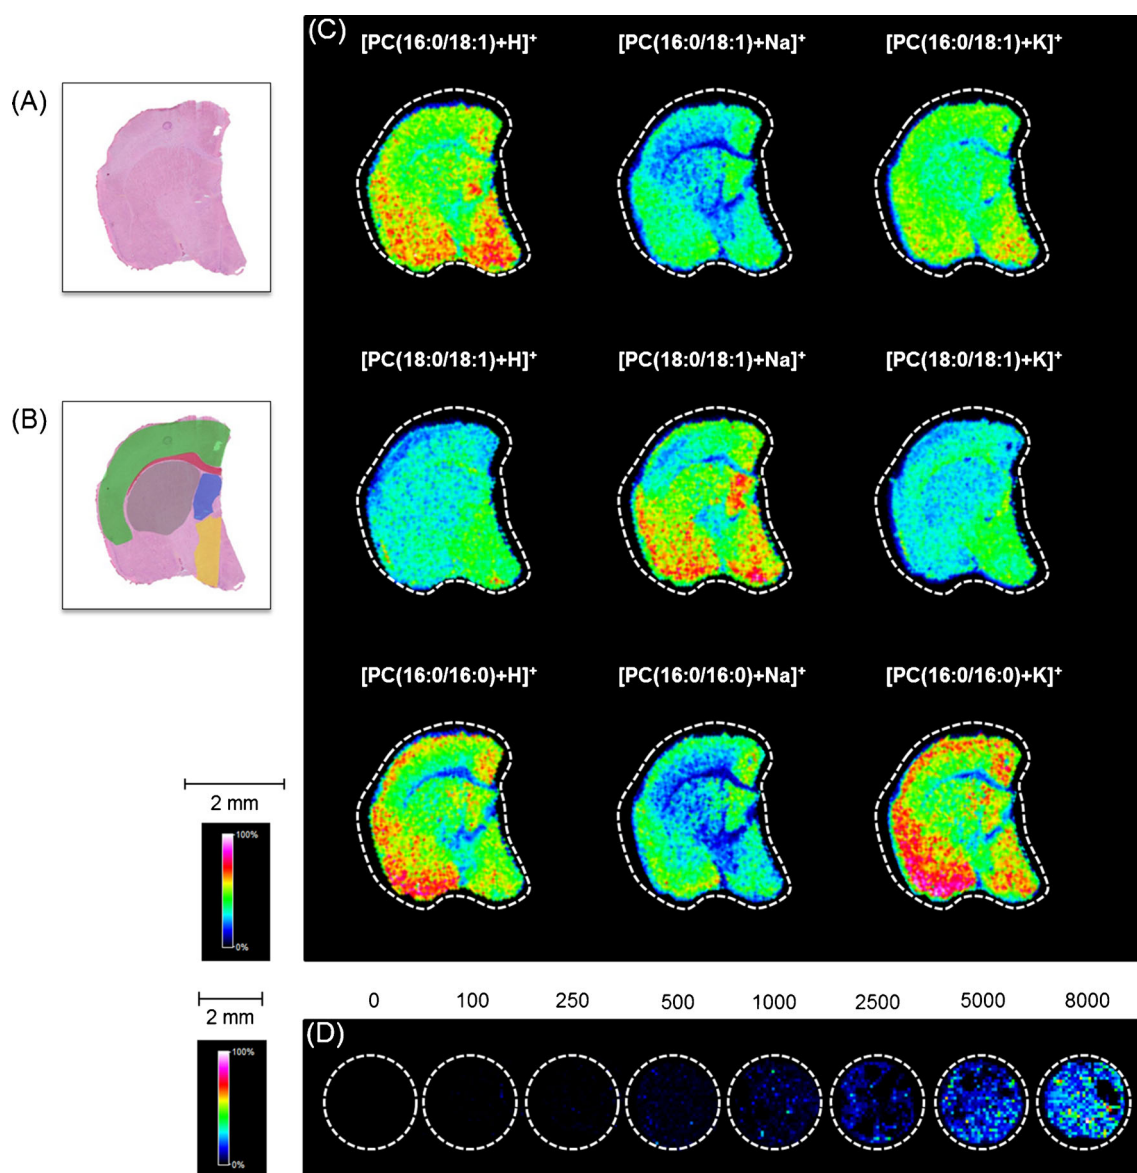 (A)
(B)
(C)
[PC(16:0/18:1)+H]⁺ [PC(16:0/18:1)+Na]⁺ [PC(16:0/18:1)+K]⁺
[PC(18:0/18:1)+H]⁺ [PC(18:0/18:1)+Na]⁺ [PC(18:0/18:1)+K]⁺
[PC(16:0/16:0)+H]⁺ [PC(16:0/16:0)+Na]⁺ [PC(16:0/16:0)+K]⁺
2 mm
100%
0%
0 100 250 500 1000 2500 5000 8000
2 mm
(D)
100%
0%